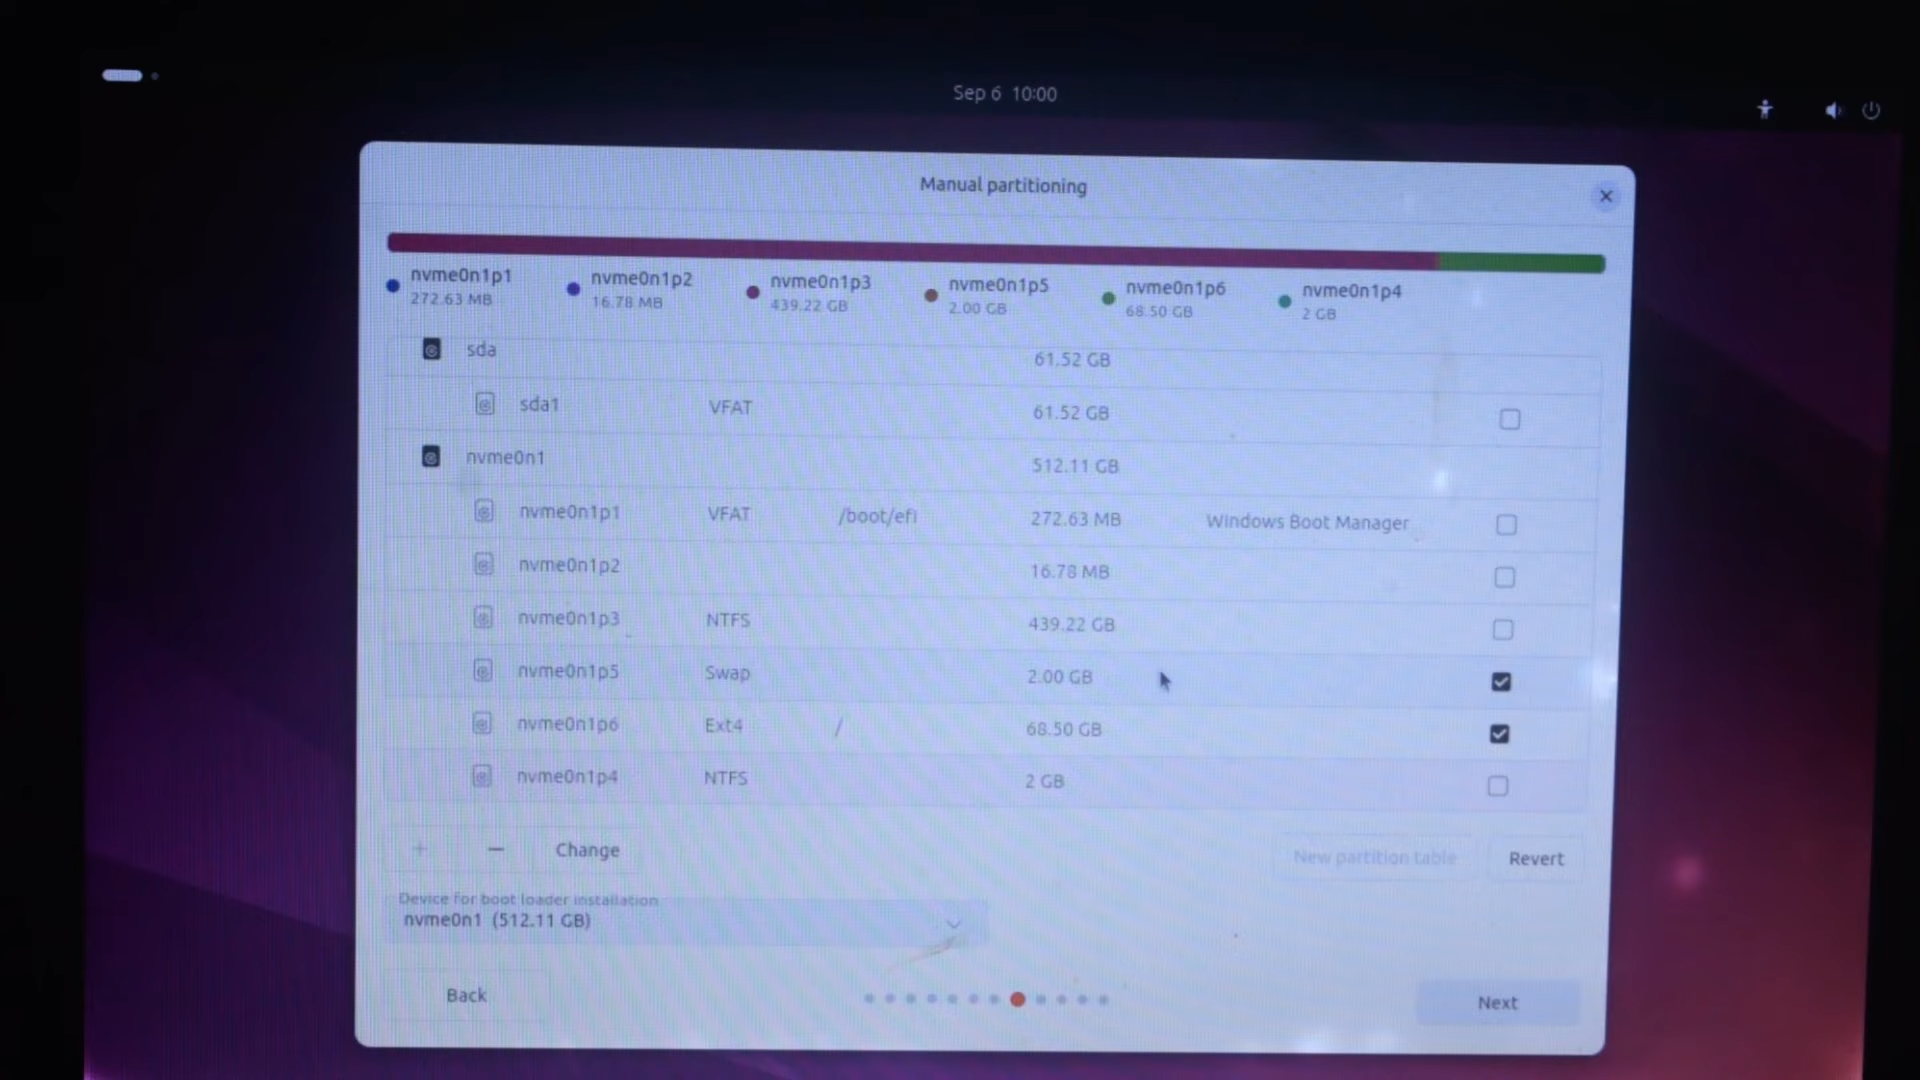 Sep 6 10:00
Manual partitioning
nvme0n1p1 nvme0n1p2 nvme0n1p3 nvme0n1p5 nvme0n1p6 nvme0n1p4
272.63 MB 16.78 MB 439.22 GB 2.00 GB 68.50 GB 2 GB
sda 61.52 GB
sda1 VFAT 61.52 GB
nvme0n1 512.11 GB
nvme0n1p1 VFAT /boot/efi 272.63 MB Windows Boot Manager
nvme0n1p2 16.78 MB
nvme0n1p3 NTFS 439.22 GB
nvme0n1p5 Swap 2.00 GB
nvme0n1p6 Ext4 / 68.50 GB
nvme0n1p4 NTFS 2 GB
+ − Change New partition table Revert
Device for boot loader installation
nvme0n1 (512.11 GB)
Back Next